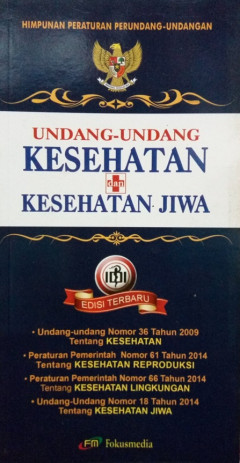 HIMPUNAN PERATURAN PERUNDANG-UNDANGAN
UNDANG-UNDANG
KESEHATAN
dan
KESEHATAN JIWA
EDISI TERBARU
• Undang-undang Nomor 36 Tahun 2009
Tentang KESEHATAN
• Peraturan Pemerintah Nomor 61 Tahun 2014
Tentang KESEHATAN REPRODUKSI
• Peraturan Pemerintah Nomor 66 Tahun 2014
Tentang KESEHATAN LINGKUNGAN
• Undang-Undang Nomor 18 Tahun 2014
Tentang KESEHATAN JIWA
FM Fokusmedia